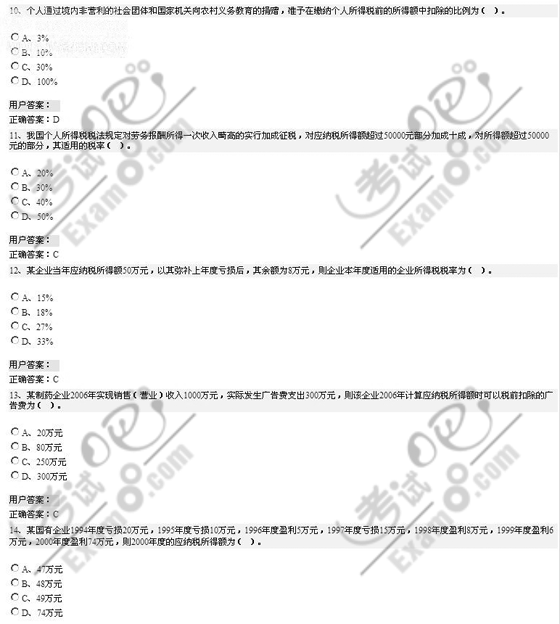 10、个人通过境内非营利的社会团体和国家机关向农村义务教育的捐赠，准予在缴纳个人所得税前的所得额中扣除的比例为（ ）。
A、3%
B、10%
C、30%
D、100%
用户答案：
正确答案：D
11、我国个人所得税税法规定对劳务报酬所得一次收入畸高的实行加成征税，对应纳税所得额超过50000元部分加成十成，对所得额超过50000
元的部分，其适用的税率（ ）。
A、20%
B、30%
C、40%
D、50%
用户答案：
正确答案：C
12、某企业当年应纳税所得额50万元，以其弥补上年度亏损后，其余额为8万元，则企业本年度适用的企业所得税税率为（ ）。
A、15%
B、18%
C、27%
D、33%
用户答案：
正确答案：C
13、某制药企业2006年实现销售（营业）收入1000万元，实际发生广告费支出300万元，则该企业2006年计算应纳税所得额时可以税前扣除的广
告费为（ ）。
A、20万元
B、80万元
C、250万元
D、300万元
用户答案：
正确答案：C
14、某国有企业1994年度亏损20万元，1995年度亏损10万元，1996年度盈利5万元，1997年度亏损15万元，1998年度盈利8万元，1999年度盈利6
万元，2000年度盈利74万元，则2000年度的应纳税所得额为（ ）。
A、47万元
B、48万元
C、49万元
D、74万元
考试吧
Exam8.com
考试吧
Exam8.com
考试吧
Exam8.com
考试吧
Exam8.com